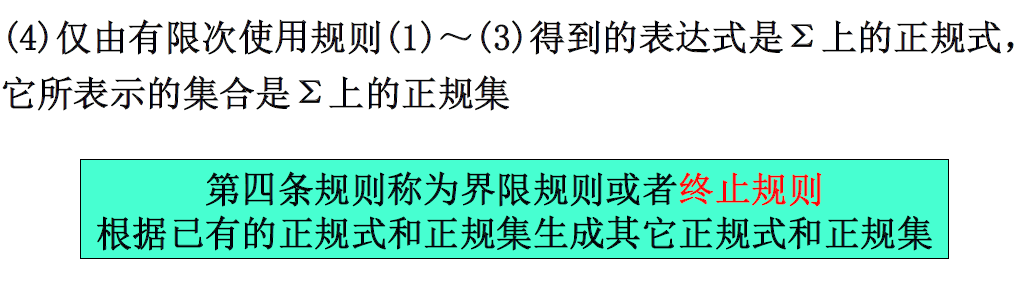 (4)仅由有限次使用规则(1)～(3)得到的表达式是Σ上的正规式，
它所表示的集合是Σ上的正规集
第四条规则称为界限规则或者终止规则
根据已有的正规式和正规集生成其它正规式和正规集